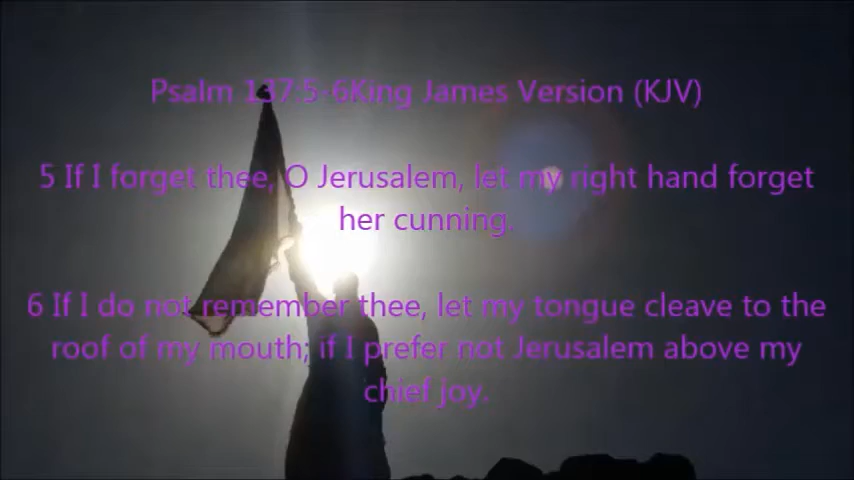 Psalm 137:5-6King James Version (KJV)
5 If I forget thee, O Jerusalem, let my right hand forget
her cunning.
6 If I do not remember thee, let my tongue cleave to the
roof of my mouth; if I prefer not Jerusalem above my
chief joy.